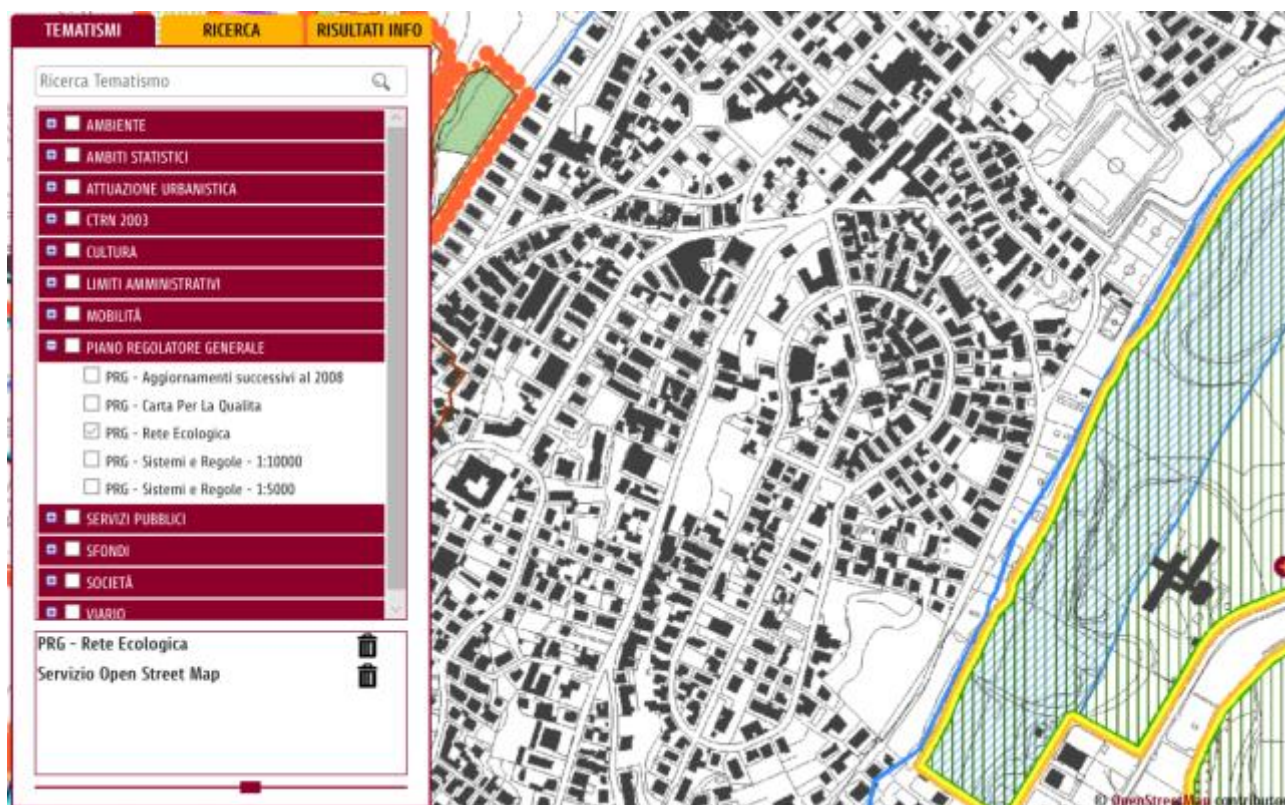 TEMATISMI RICERCA RISULTATI INFO
Ricerca Tematismo
AMBIENTE
AMBITI STATISTICI
ATTUAZIONE URBANISTICA
CTRN 2003
CULTURA
LIMITI AMMINISTRATIVI
MOBILITÀ
PIANO REGOLATORE GENERALE
PRG - Aggiornamenti successivi al 2008
PRG - Carta Per La Qualita
PRG - Rete Ecologica
PRG - Sistemi e Regole - 1:10000
PRG - Sistemi e Regole - 1:5000
SERVIZI PUBBLICI
SFONDI
SOCIETÀ
VIARIO
PRG - Rete Ecologica
Servizio Open Street Map
© OpenStreetMap